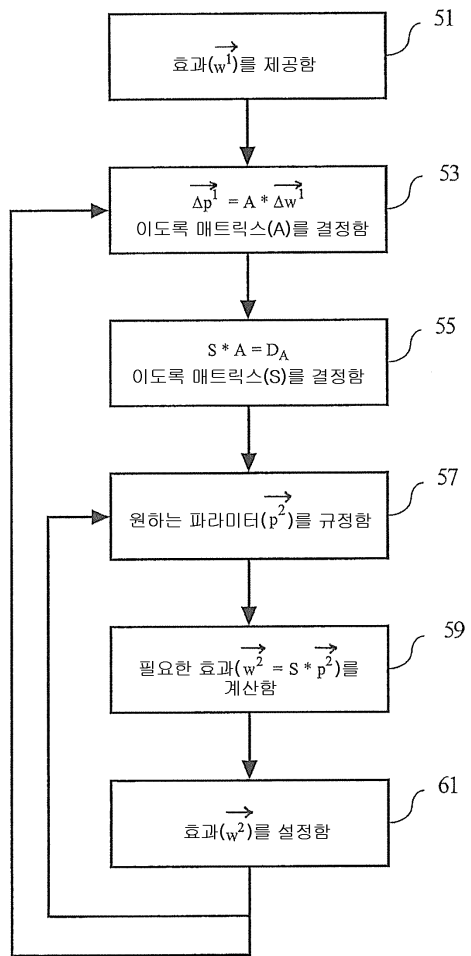 51
효과(w¹)를 제공함
53
Δp¹ = A * Δw¹
이도록 매트릭스(A)를 결정함
55
S * A = D_A
이도록 매트릭스(S)를 결정함
57
원하는 파라미터(p²)를 규정함
59
필요한 효과(w² = S * p²)를
계산함
61
효과(w²)를 설정함